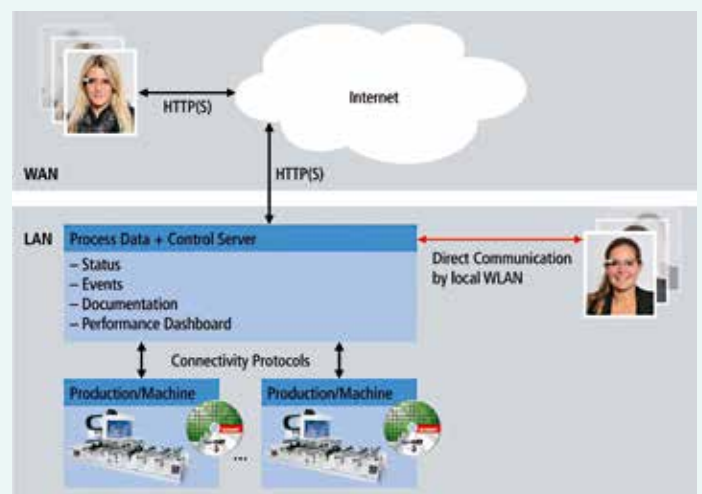 Internet
HTTP(S)
HTTP(S)
WAN
LAN
Process Data + Control Server
– Status
– Events
– Documentation
– Performance Dashboard
Direct Communication
by local WLAN
Connectivity Protocols
Production/Machine
Production/Machine
...